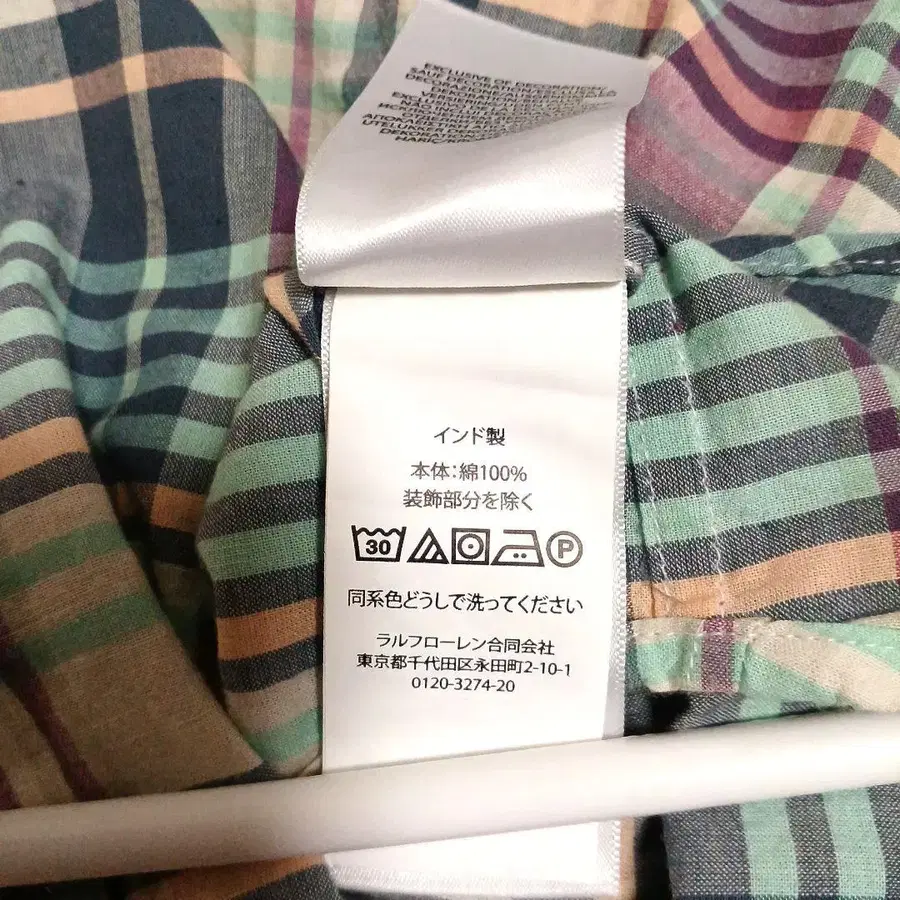 EXCLUSIVE OF DECORATION
SAUF DECORATION
インド製
本体：綿100%
装飾部分を除く
30 P
同系色どうしで洗ってください
ラルフローレン合同会社
東京都千代田区永田町2-10-1
0120-3274-20